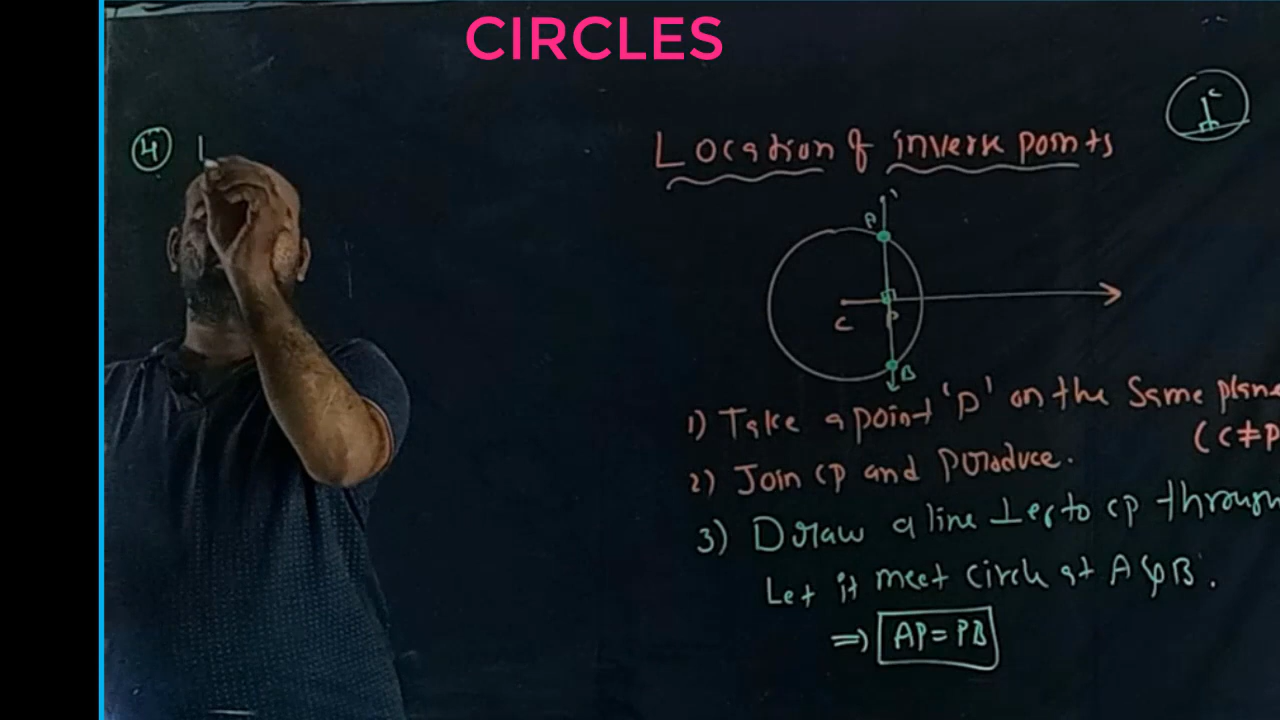 CIRCLES
4
Location of inverse points
C
A
C
P
B
1) Take a point 'p' on the same plane
(C≠P
2) Join CP and produce.
3) Draw a line ⊥er to CP through
Let it meet circle at A & B.
⇒ AP = PB